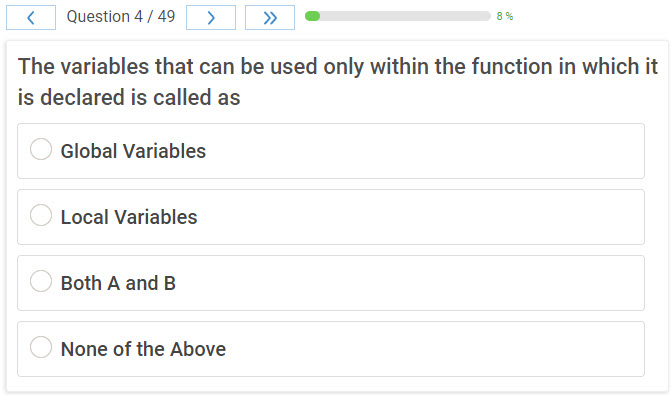 Question 4 / 49
8 %
The variables that can be used only within the function in which it
is declared is called as
Global Variables
Local Variables
Both A and B
None of the Above